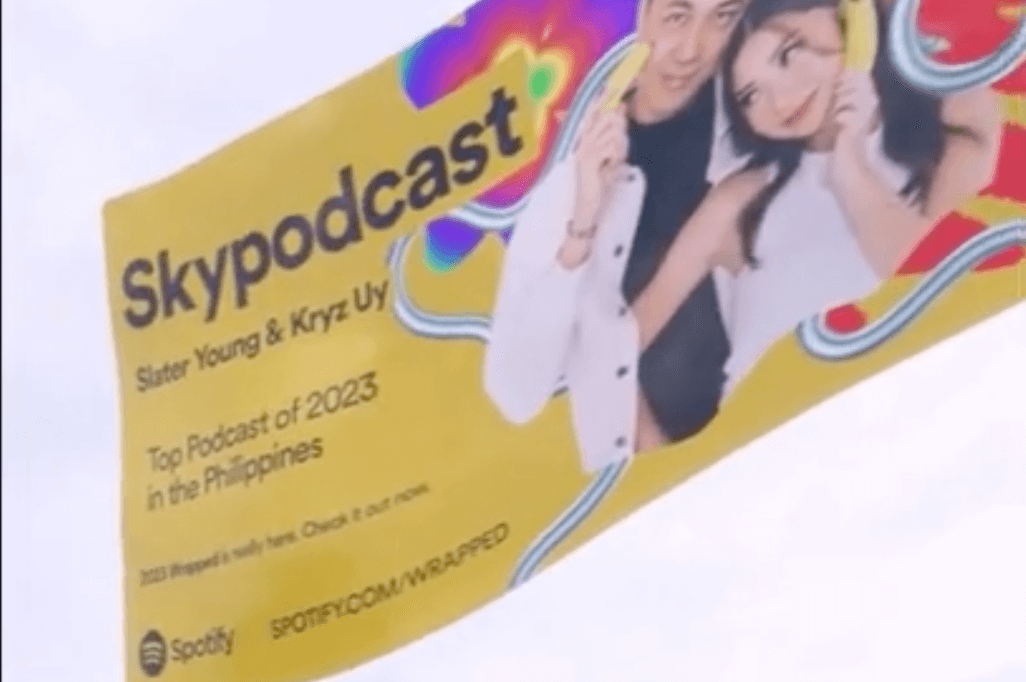 Skypodcast
Slater Young & Kryz Uy
Top Podcast of 2023
in the Philippines
2023 Wrapped is really here. Check it out now.
Spotify
SPOTIFY.COM/WRAPPED